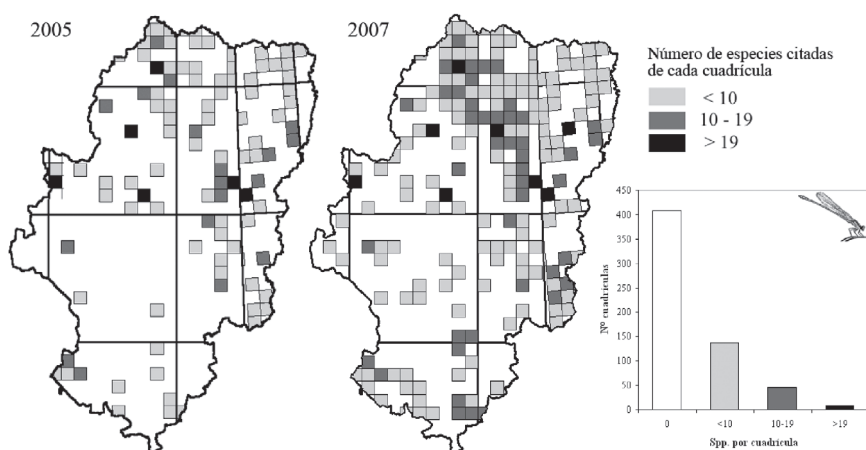 2005
2007
Número de especies citadas
de cada cuadrícula
< 10
10 - 19
> 19
450
400
350
300
250
200
150
100
50
0
Nº cuadrículas
0 <10 10-19 >19
Spp. por cuadrícula